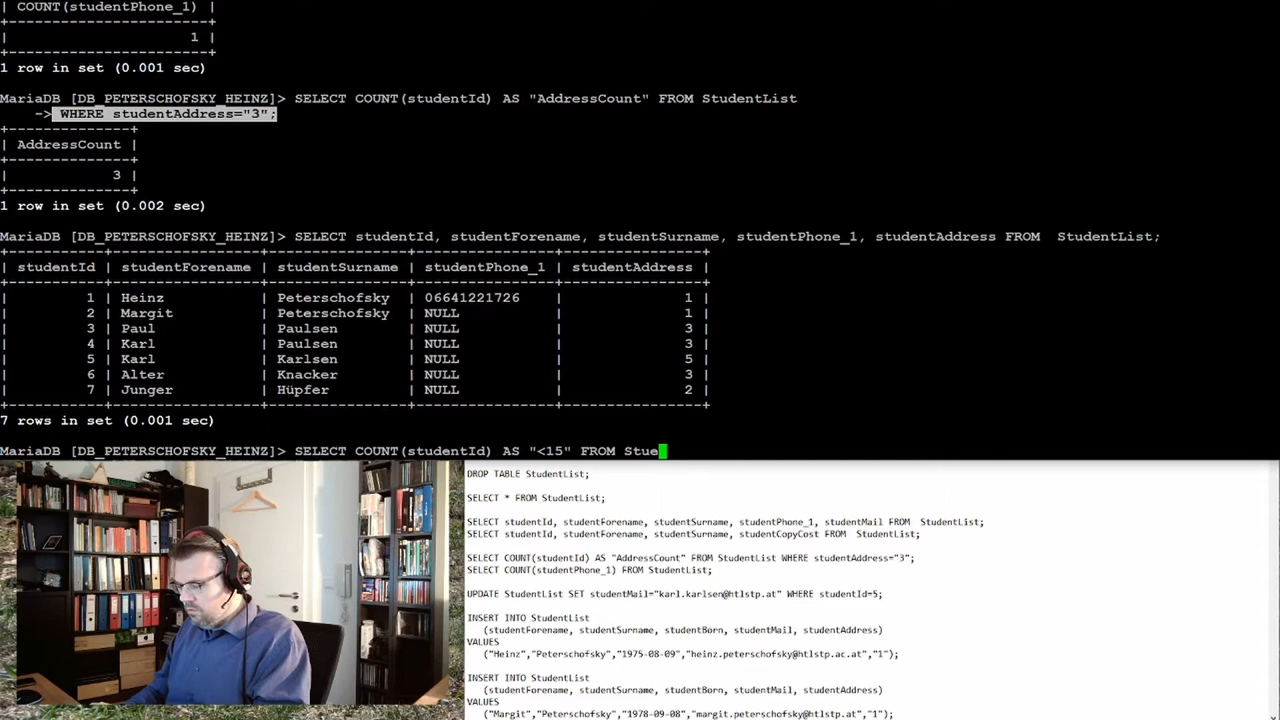 | COUNT(studentPhone_1) |
+-----------------------+
|                     1 |
+-----------------------+
1 row in set (0.001 sec)
MariaDB [DB_PETERSCHOFSKY_HEINZ]> SELECT COUNT(studentId) AS "AddressCount" FROM StudentList
    -> WHERE studentAddress="3";
+--------------+
| AddressCount |
+--------------+
|            3 |
+--------------+
1 row in set (0.002 sec)
MariaDB [DB_PETERSCHOFSKY_HEINZ]> SELECT studentId, studentForename, studentSurname, studentPhone_1, studentAddress FROM  StudentList;
+-----------+-----------------+----------------+----------------+----------------+
| studentId | studentForename | studentSurname | studentPhone_1 | studentAddress |
+-----------+-----------------+----------------+----------------+----------------+
|         1 | Heinz           | Peterschofsky  | 06641221726    |              1 |
|         2 | Margit          | Peterschofsky  | NULL           |              1 |
|         3 | Paul            | Paulsen        | NULL           |              3 |
|         4 | Karl            | Paulsen        | NULL           |              3 |
|         5 | Karl            | Karlsen        | NULL           |              5 |
|         6 | Alter           | Knacker        | NULL           |              3 |
|         7 | Junger          | Hüpfer         | NULL           |              2 |
+-----------+-----------------+----------------+----------------+----------------+
7 rows in set (0.001 sec)
MariaDB [DB_PETERSCHOFSKY_HEINZ]> SELECT COUNT(studentId) AS "<15" FROM Stue
DROP TABLE StudentList;
SELECT * FROM StudentList;
SELECT studentId, studentForename, studentSurname, studentPhone_1, studentMail FROM  StudentList;
SELECT studentId, studentForename, studentSurname, studentCopyCost FROM  StudentList;
SELECT COUNT(studentId) AS "AddressCount" FROM StudentList WHERE studentAddress="3";
SELECT COUNT(studentPhone_1) FROM StudentList;
UPDATE StudentList SET studentMail="karl.karlsen@htlstp.at" WHERE studentId=5;
INSERT INTO StudentList
(studentForename, studentSurname, studentBorn, studentMail, studentAddress)
VALUES
("Heinz","Peterschofsky","1975-08-09","heinz.peterschofsky@htlstp.ac.at","1");
INSERT INTO StudentList
(studentForename, studentSurname, studentBorn, studentMail, studentAddress)
VALUES
("Margit","Peterschofsky","1978-09-08","margit.peterschofsky@htlstp.at","1");